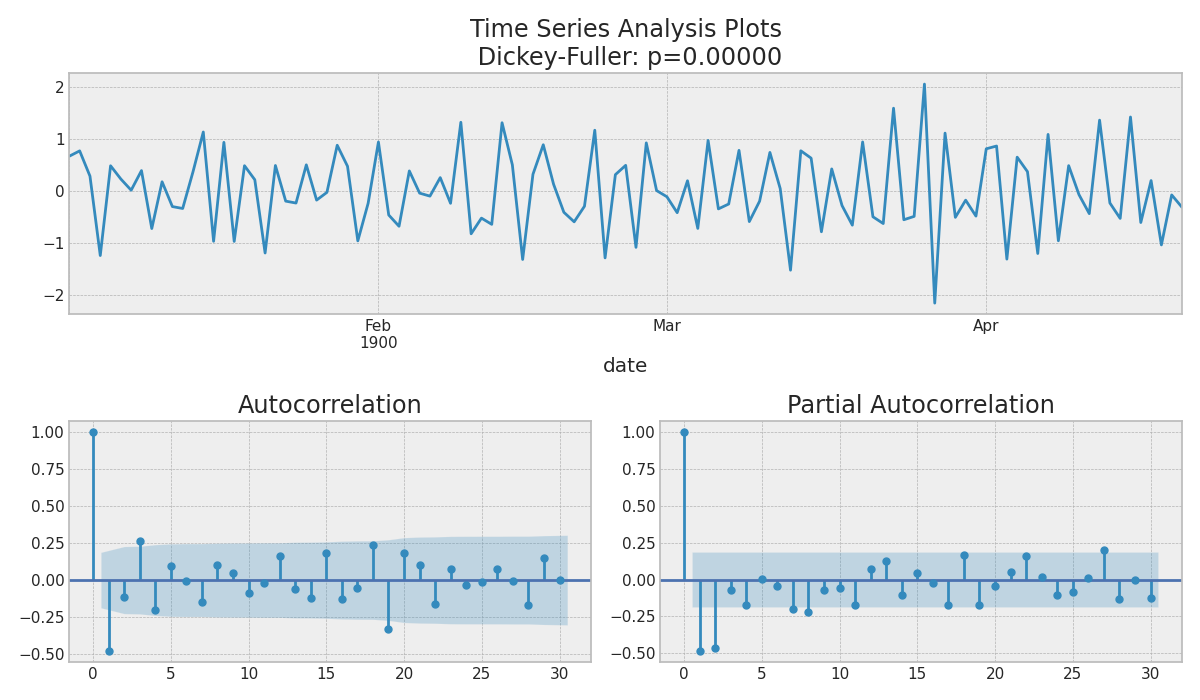 Time Series Analysis Plots
Dickey-Fuller: p=0.00000
2
1
0
−1
−2
Feb
1900
Mar
Apr
date
Autocorrelation
1.00
0.75
0.50
0.25
0.00
−0.25
−0.50
0 5 10 15 20 25 30
Partial Autocorrelation
1.00
0.75
0.50
0.25
0.00
−0.25
−0.50
0 5 10 15 20 25 30